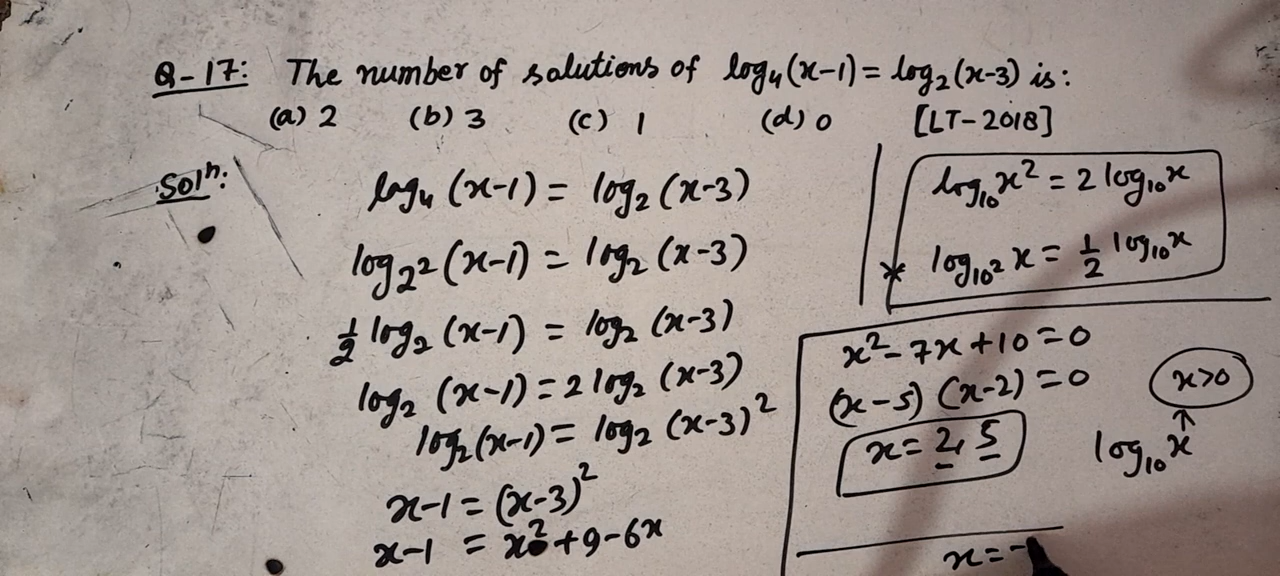 Q-17: The number of salutions of log₄(x-1) = log₂(x-3) is:
(a) 2 (b) 3 (c) 1 (d) 0 [LT-2018]
Solⁿ:
log₄ (x-1) = log₂ (x-3)
log₂² (x-1) = log₂ (x-3)
½ log₂ (x-1) = log₂ (x-3)
log₂ (x-1) = 2 log₂ (x-3)
log₂(x-1) = log₂ (x-3)²
x-1 = (x-3)²
x-1 = x²+9-6x
log₁₀x² = 2 log₁₀x
* log₁₀² x = ½ log₁₀x
x²-7x+10=0
(x-5) (x-2) = 0
x = 2, 5
x>0
↑
log₁₀x
x = -